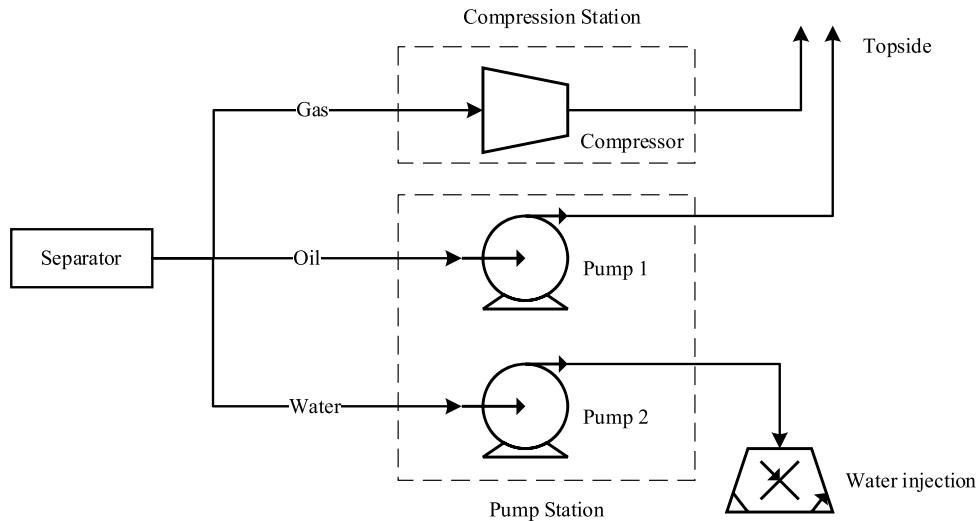 Compression Station
Topside
Gas
Compressor
Separator
Oil
Pump 1
Water
Pump 2
Water injection
Pump Station